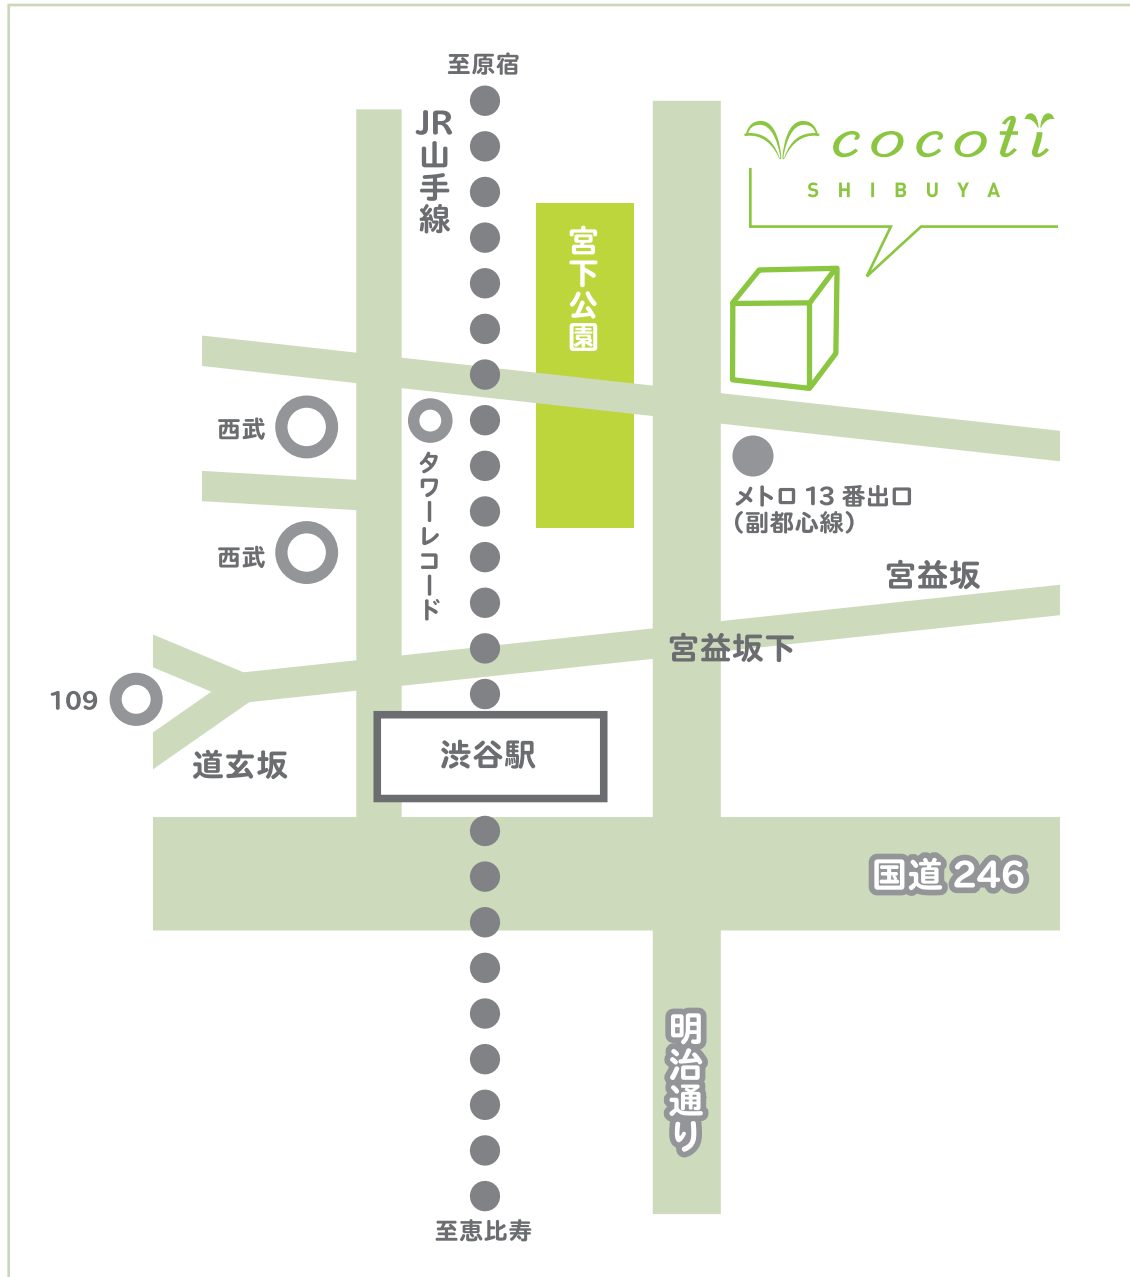 至原宿
JR山手線
cocoti
SHIBUYA
宮下公園
西武
タワーレコード
メトロ 13 番出口
(副都心線)
西武
宮益坂
宮益坂下
109
道玄坂
渋谷駅
国道 246
明治通り
至恵比寿